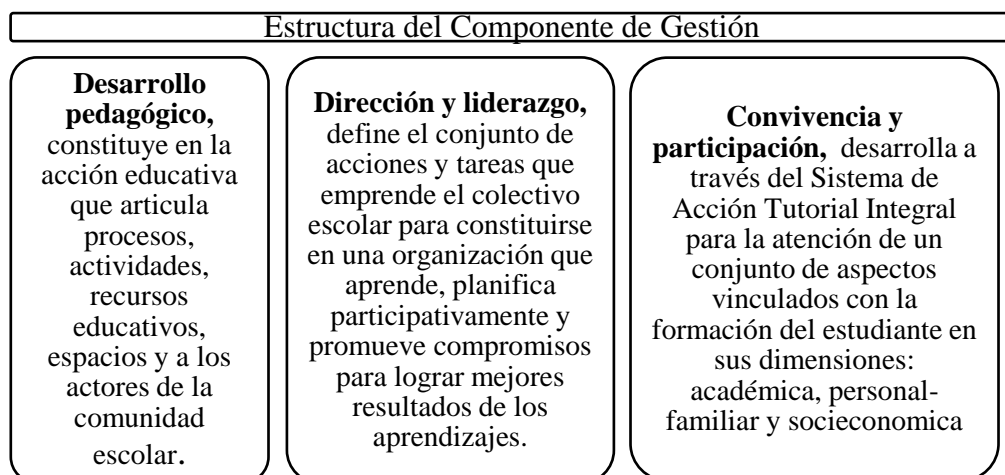 Estructura del Componente de Gestión
Desarrollo
pedagógico,
constituye en la
acción educativa
que articula
procesos,
actividades,
recursos
educativos,
espacios y a los
actores de la
comunidad
escolar.
Dirección y liderazgo,
define el conjunto de
acciones y tareas que
emprende el colectivo
escolar para constituirse
en una organización que
aprende, planifica
participativamente y
promueve compromisos
para lograr mejores
resultados de los
aprendizajes.
Convivencia y
participación, desarrolla a
través del Sistema de
Acción Tutorial Integral
para la atención de un
conjunto de aspectos
vinculados con la
formación del estudiante en
sus dimensiones:
académica, personal-
familiar y socieconomica